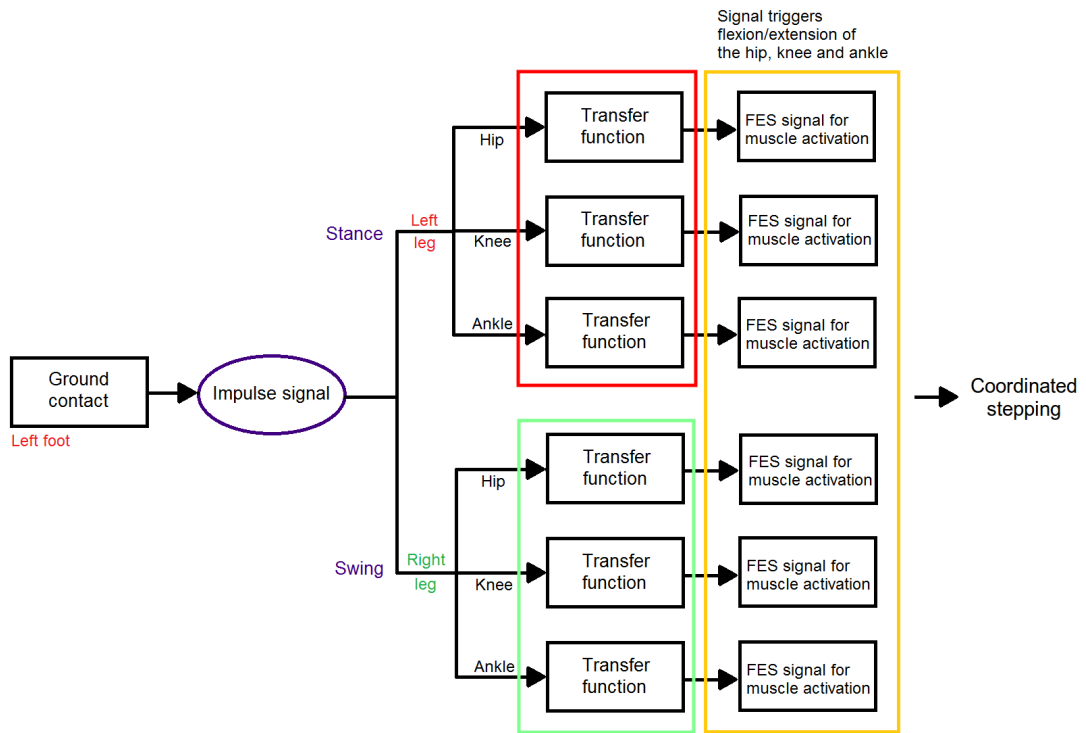 Signal triggers
flexion/extension of
the hip, knee and ankle
Transfer
function
FES signal for
muscle activation
Hip
Stance
Left
leg
Knee
Transfer
function
FES signal for
muscle activation
Ankle
Transfer
function
FES signal for
muscle activation
Ground
contact
Left foot
Impulse signal
Coordinated
stepping
Transfer
function
FES signal for
muscle activation
Hip
Swing
Right
leg
Knee
Transfer
function
FES signal for
muscle activation
Ankle
Transfer
function
FES signal for
muscle activation